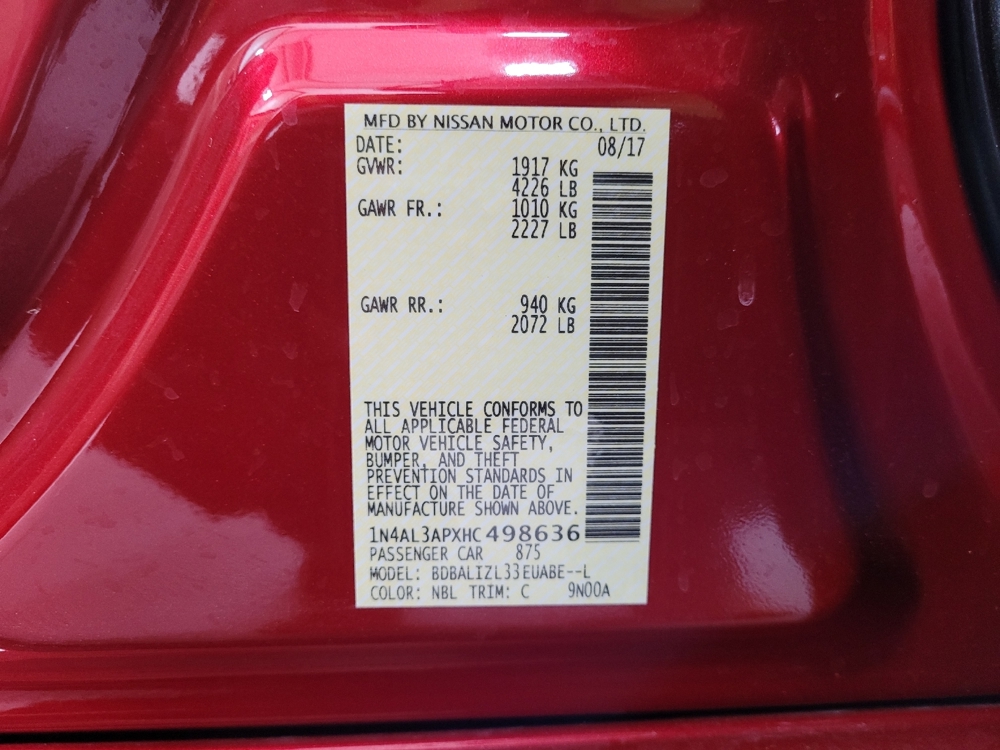 MFD BY NISSAN MOTOR CO., LTD.
DATE: 08/17
GVWR: 1917 KG
4226 LB
GAWR FR.: 1010 KG
2227 LB
GAWR RR.: 940 KG
2072 LB
THIS VEHICLE CONFORMS TO
ALL APPLICABLE FEDERAL
MOTOR VEHICLE SAFETY,
BUMPER, AND THEFT
PREVENTION STANDARDS IN
EFFECT ON THE DATE OF
MANUFACTURE SHOWN ABOVE.
1N4AL3APXHC498636
PASSENGER CAR 875
MODEL: BDBALIZL33EUABE--L
COLOR: NBL TRIM: C 9N00A